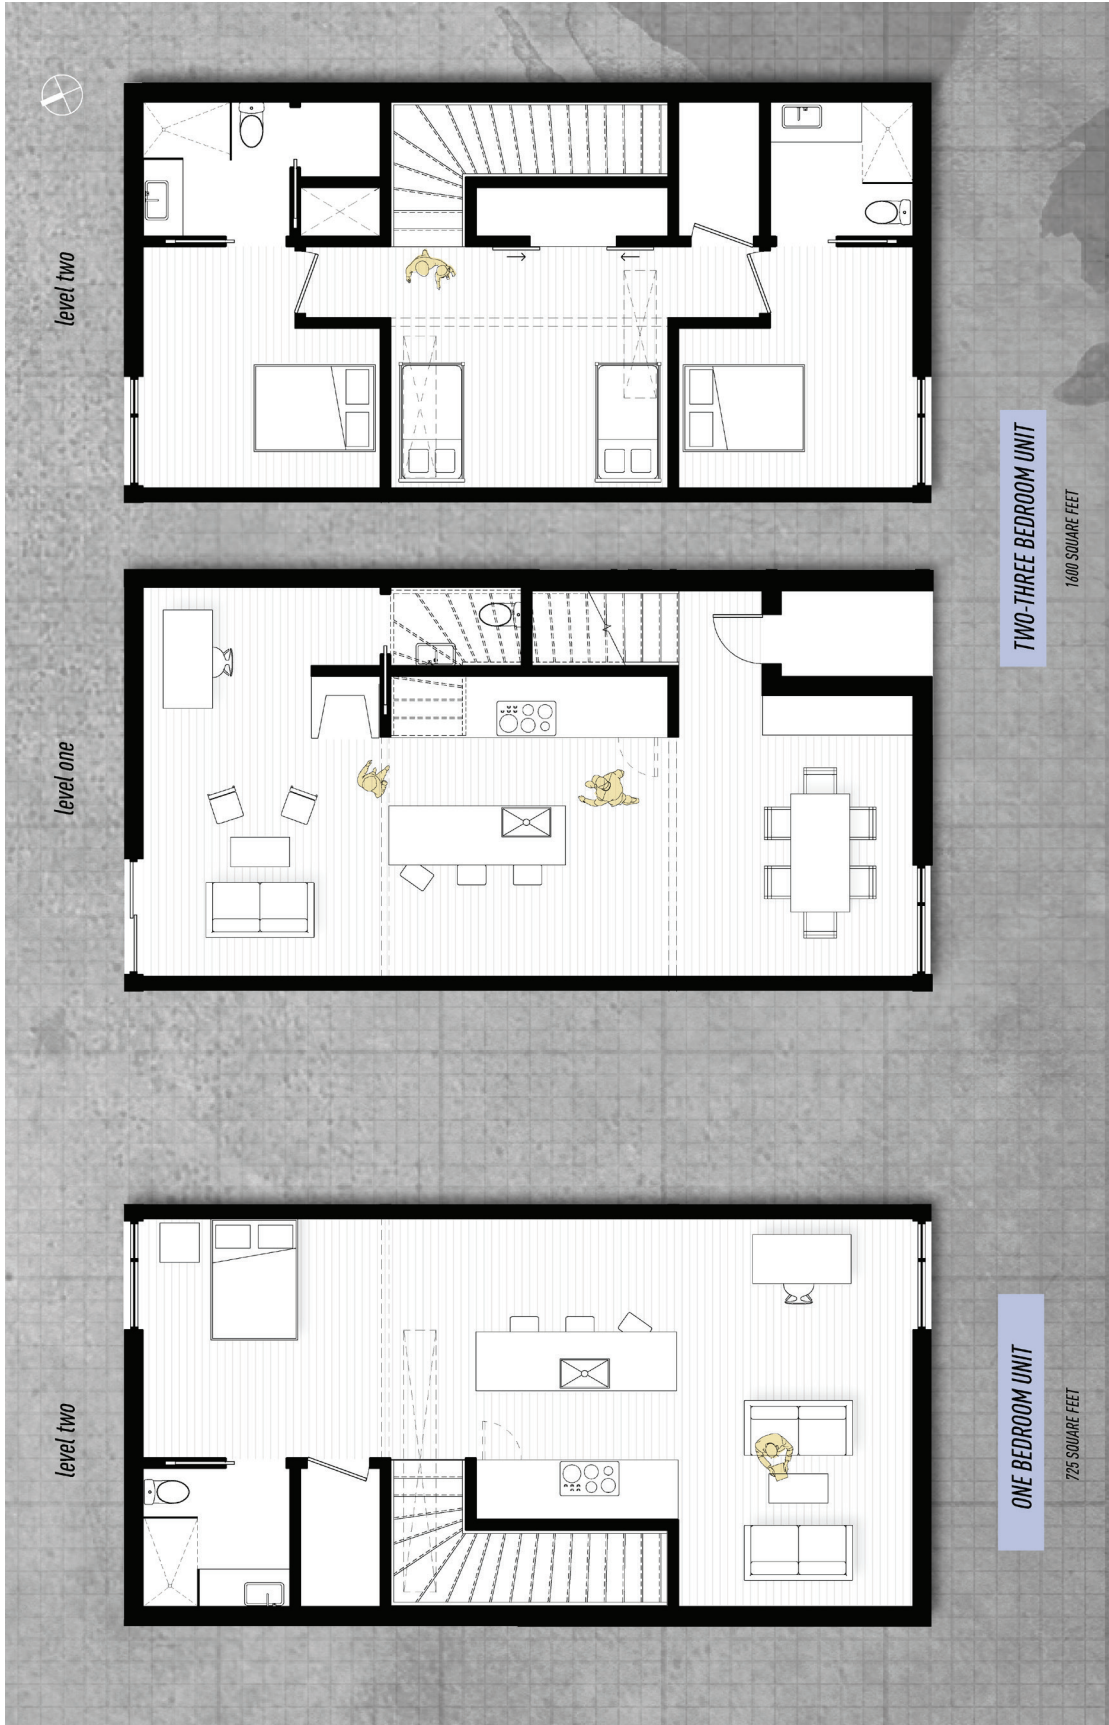 level two
TWO-THREE BEDROOM UNIT
1600 SQUARE FEET
level one
level two
ONE BEDROOM UNIT
725 SQUARE FEET